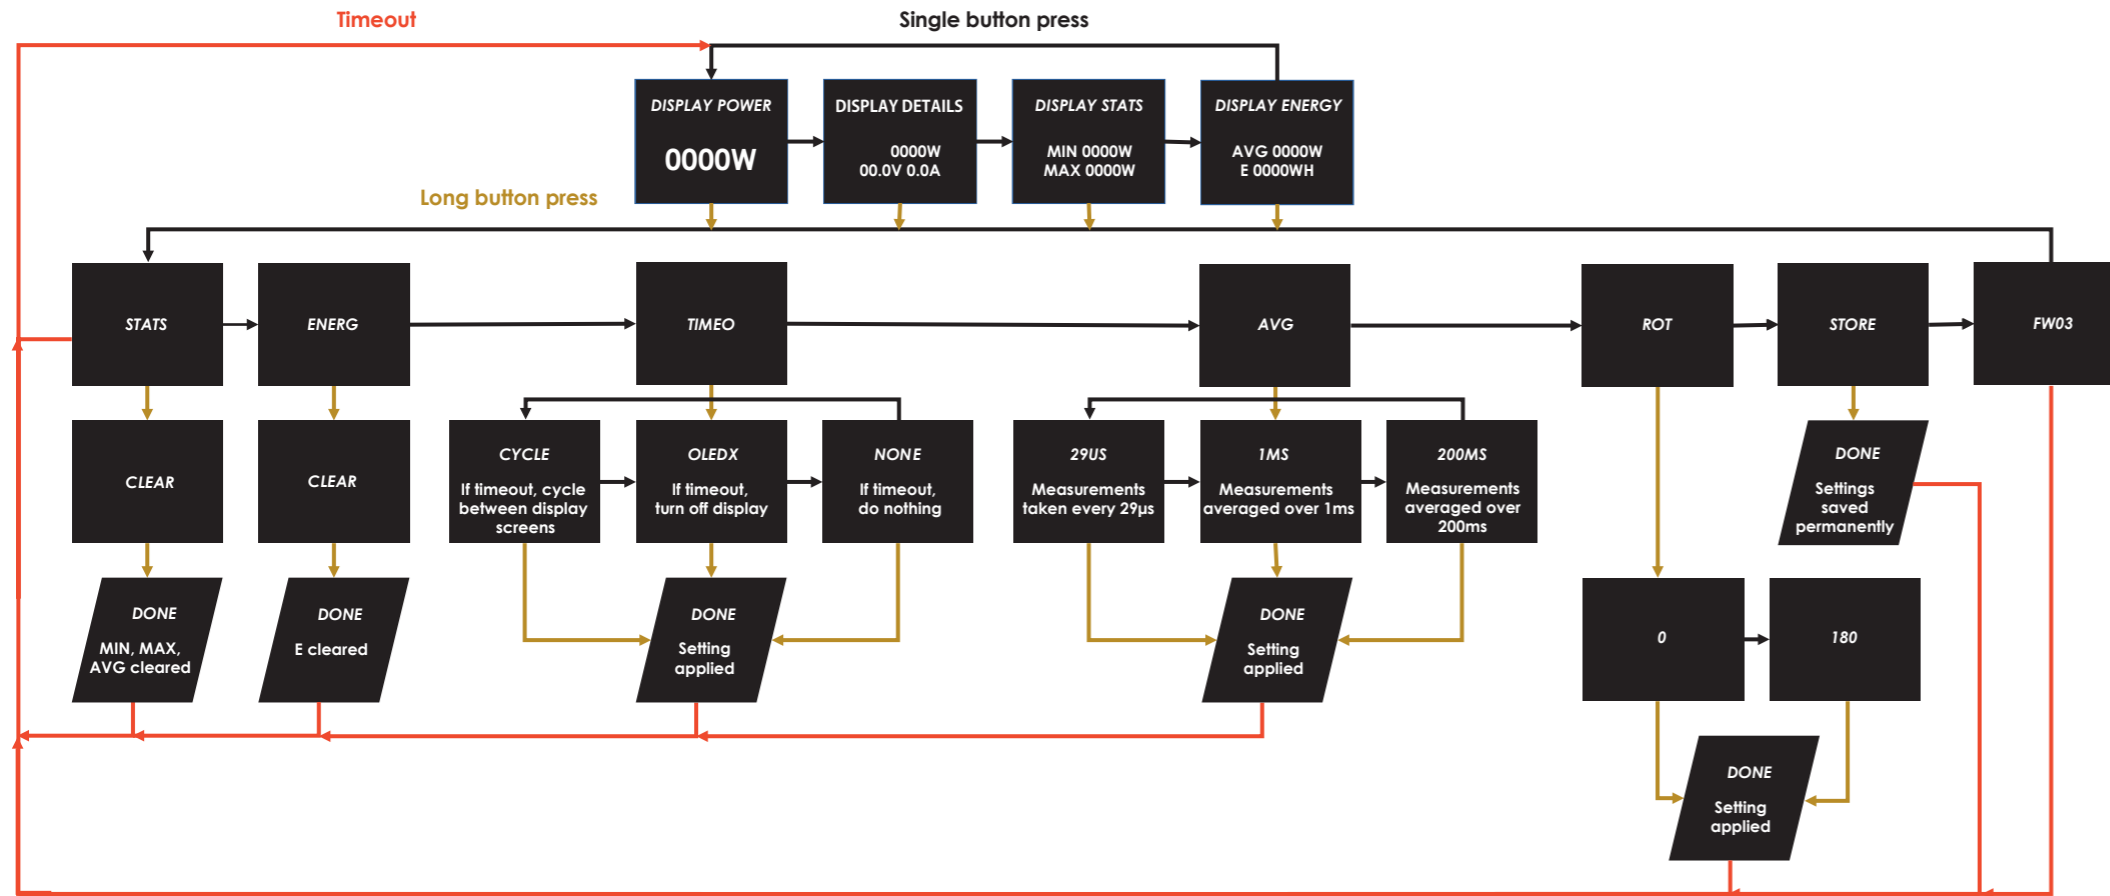 Timeout
Single button press
DISPLAY POWER
0000W
DISPLAY DETAILS
0000W
00.0V 0.0A
DISPLAY STATS
MIN 0000W
MAX 0000W
DISPLAY ENERGY
AVG 0000W
E 0000WH
Long button press
STATS
ENERG
TIMEO
AVG
ROT
STORE
FW03
CLEAR
CLEAR
CYCLE
If timeout, cycle
between display
screens
OLEDX
If timeout,
turn off display
NONE
If timeout,
do nothing
29US
Measurements
taken every 29µs
1MS
Measurements
averaged over 1ms
200MS
Measurements
averaged over
200ms
DONE
Settings
saved
permanently
DONE
MIN, MAX,
AVG cleared
DONE
E cleared
DONE
Setting
applied
DONE
Setting
applied
0
180
DONE
Setting
applied